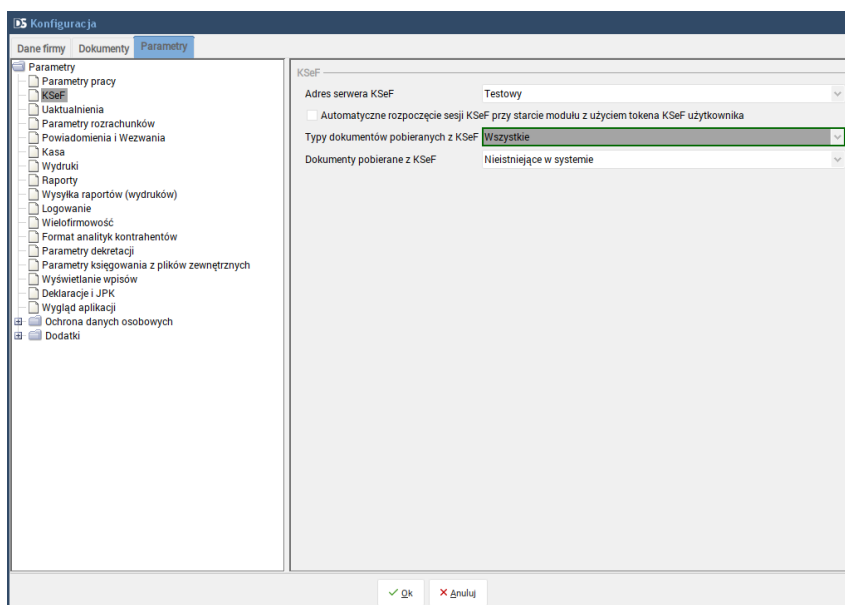 D5 Konfiguracja
Dane firmy Dokumenty Parametry
Parametry
Parametry pracy
KSeF
Uaktualnienia
Parametry rozrachunków
Powiadomienia i Wezwania
Kasa
Wydruki
Raporty
Wysyłka raportów (wydruków)
Logowanie
Wielofirmowość
Format analityk kontrahentów
Parametry dekretacji
Parametry księgowania z plików zewnętrznych
Wyświetlanie wpisów
Deklaracje i JPK
Wygląd aplikacji
Ochrona danych osobowych
Dodatki
KSeF
Adres serwera KSeF Testowy
Automatyczne rozpoczęcie sesji KSeF przy starcie modułu z użyciem tokena KSeF użytkownika
Typy dokumentów pobieranych z KSeF Wszystkie
Dokumenty pobierane z KSeF Nieistniejące w systemie
Ok Anuluj